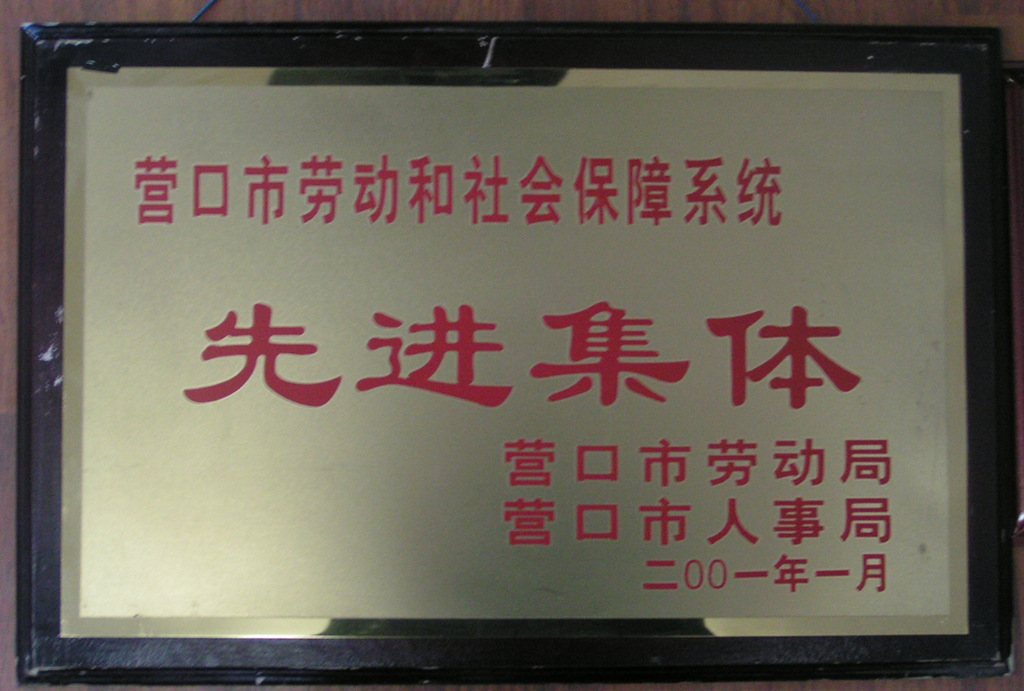 营口市劳动和社会保障系统
先进集体
营口市劳动局
营口市人事局
二00一年一月